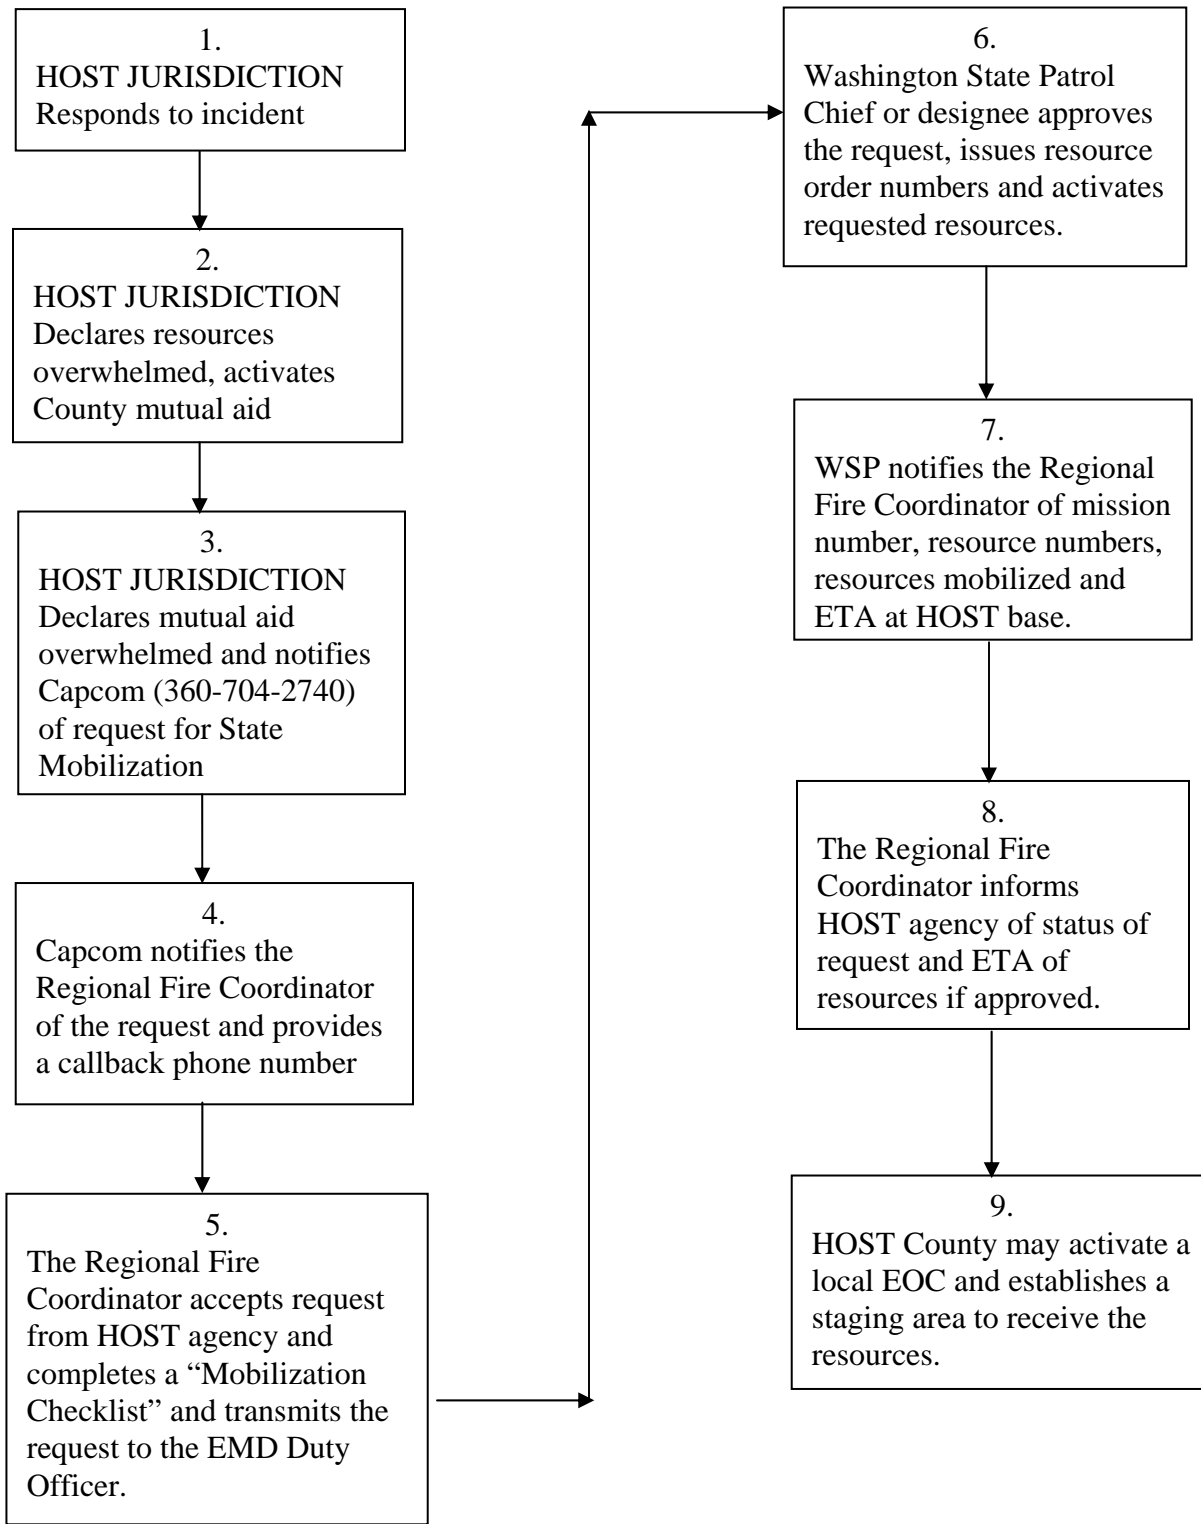 1.
HOST JURISDICTION
Responds to incident
2.
HOST JURISDICTION
Declares resources
overwhelmed, activates
County mutual aid
3.
HOST JURISDICTION
Declares mutual aid
overwhelmed and notifies
Capcom (360-704-2740)
of request for State
Mobilization
4.
Capcom notifies the
Regional Fire Coordinator
of the request and provides
a callback phone number
5.
The Regional Fire
Coordinator accepts request
from HOST agency and
completes a “Mobilization
Checklist” and transmits the
request to the EMD Duty
Officer.
6.
Washington State Patrol
Chief or designee approves
the request, issues resource
order numbers and activates
requested resources.
7.
WSP notifies the Regional
Fire Coordinator of mission
number, resource numbers,
resources mobilized and
ETA at HOST base.
8.
The Regional Fire
Coordinator informs
HOST agency of status of
request and ETA of
resources if approved.
9.
HOST County may activate a
local EOC and establishes a
staging area to receive the
resources.